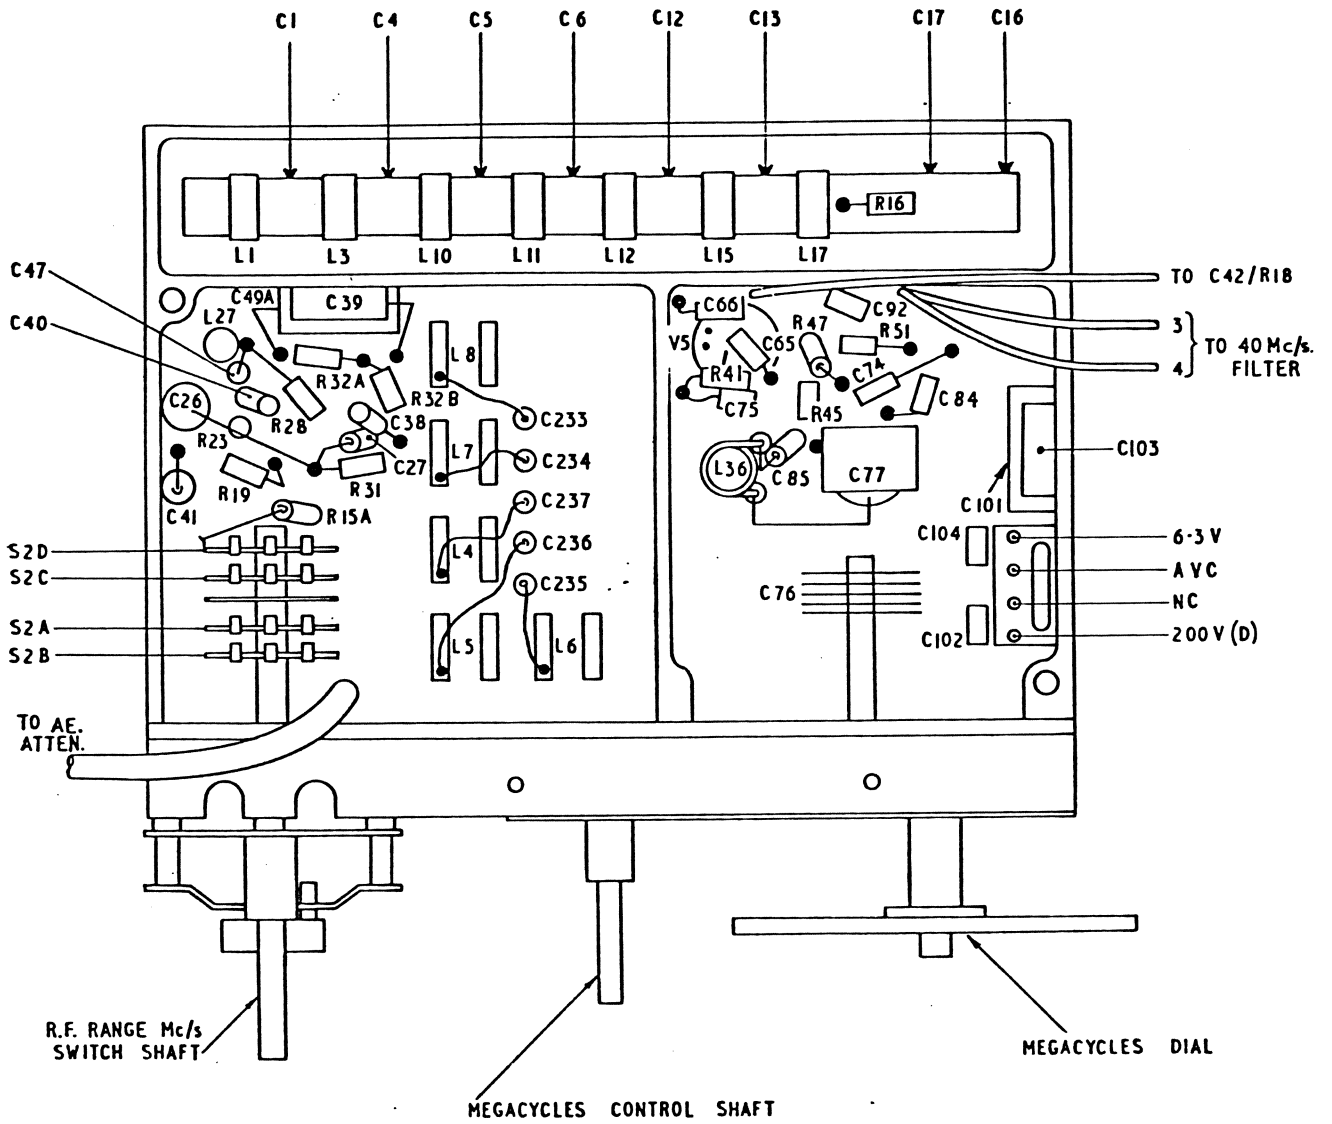 C1 C4 C5 C6 C12 C13 C17 C16
R16
L1 L3 L10 L11 L12 L15 L17
C47
TO C42/R18
C49A C39
C66
C92
C40
L27
R47
R51
3
V5
C65
TO 40 Mc/s.
FILTER
4
L8
R32A
R41
C74
R32B
C26
R28
C38
C75
R45
C84
C233
R23
C27
L7
C234
L36
C85
C77
C103
R19
R31
C41
R15A
C237
C101
S2D
L4
C236
C104
6·3V
S2C
C235
C76
AVC
NC
S2A
L5
L6
C102
200V (D)
S2B
TO AE.
ATTEN.
R.F. RANGE Mc/s
SWITCH SHAFT
MEGACYCLES DIAL
MEGACYCLES CONTROL SHAFT